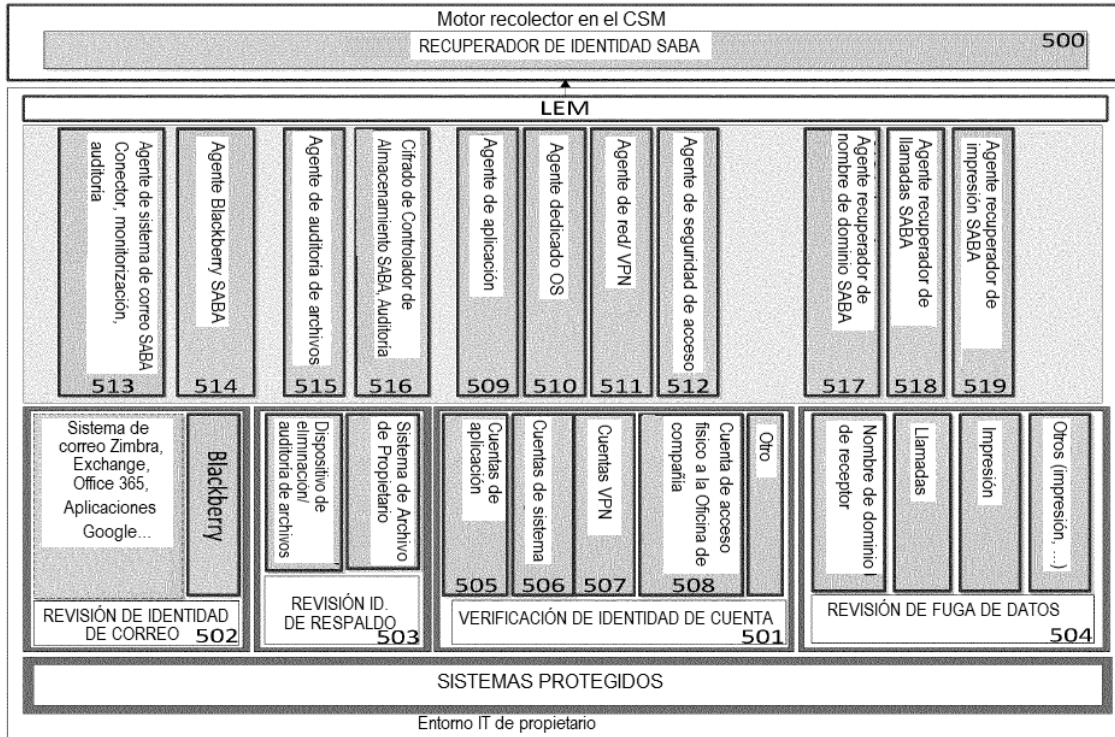 Motor recolector en el CSM
RECUPERADOR DE IDENTIDAD SABA
500
LEM
Agente de sistema de correo SABA
Conector, monitorización,
auditoria
513
Agente Blackberry SABA
514
Agente de auditoria de archivos
515
Cifrado de Controlador de
Almacenamiento SABA, Auditoria
516
Agente de aplicación
509
Agente dedicado OS
510
Agente de red/ VPN
511
Agente de seguridad de acceso
512
Agente recuperador de
nombre de dominio SABA
517
Agente recuperador de
llamadas SABA
518
Agente recuperador de
impresión SABA
519
Sistema de
correo Zimbra,
Exchange,
Office 365,
Aplicaciones
Google...
Blackberry
REVISIÓN DE IDENTIDAD
DE CORREO
502
Dispositivo de
eliminación/
auditoria de archivos
Sistema de Archivo
de Propietario
REVISIÓN ID.
DE RESPALDO
503
Cuentas de
aplicación
505
Cuentas de sistema
506
Cuentas VPN
507
Cuenta de acceso
físico a la Oficina de
compañía
508
Otro
VERIFICACIÓN DE IDENTIDAD DE CUENTA
501
Nombre de dominio
de receptor
Llamadas
Impresión
Otros (impresión, ...)
REVISIÓN DE FUGA DE DATOS
504
SISTEMAS PROTEGIDOS
Entorno IT de propietario